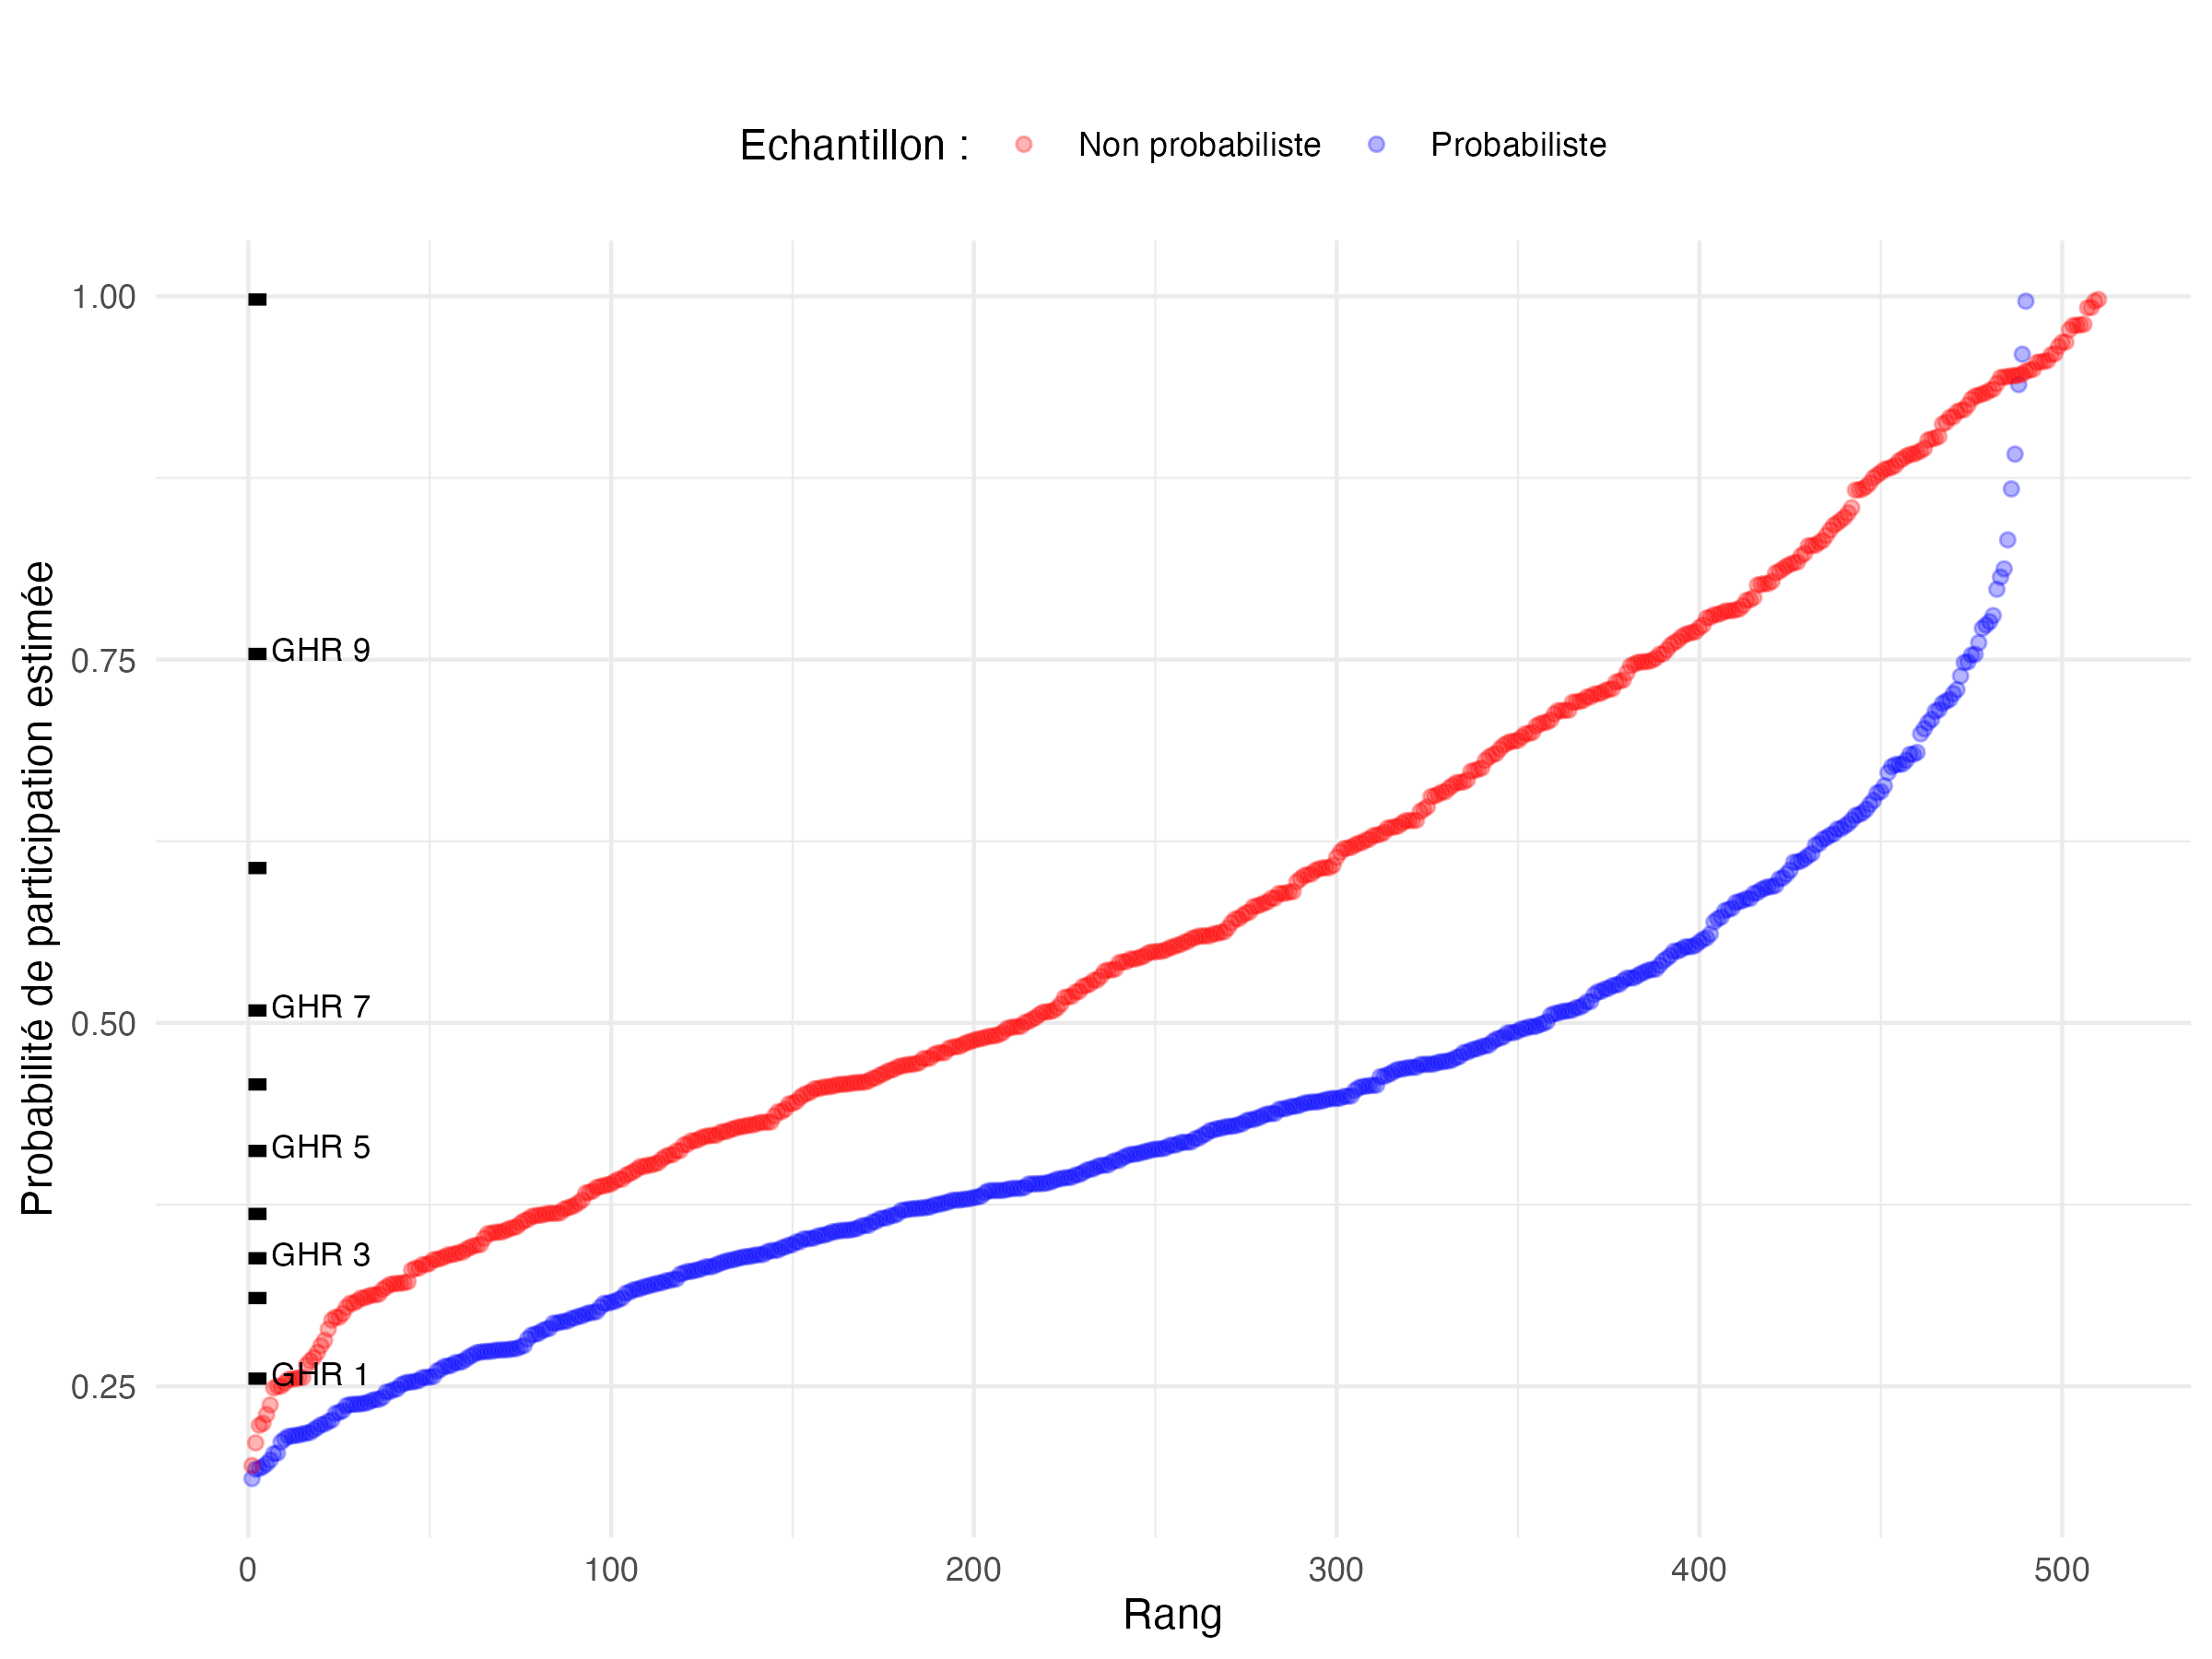 Echantillon : Non probabiliste Probabiliste
Probabilité de participation estimée
1.00
0.75
0.50
0.25
GHR 9
GHR 7
GHR 5
GHR 3
GHR 1
0 100 200 300 400 500
Rang